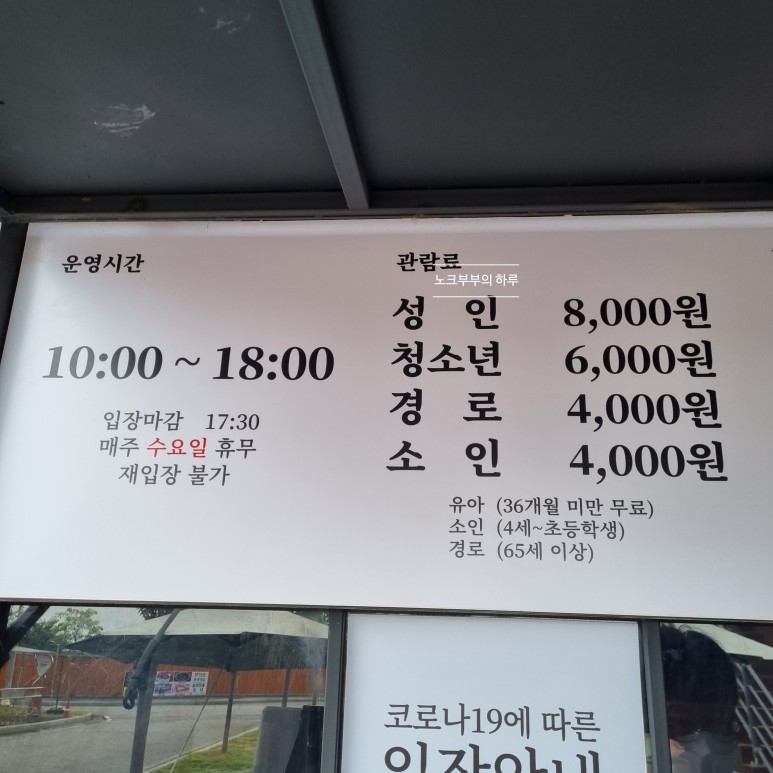 운영시간
10:00 ~ 18:00
입장마감 17:30
매주 수요일 휴무
재입장 불가
관람료
노크부부의 하루
성 인 8,000원
청소년 6,000원
경 로 4,000원
소 인 4,000원
유아 (36개월 미만 무료)
소인 (4세~초등학생)
경로 (65세 이상)
코로나19에 따른
입장안내